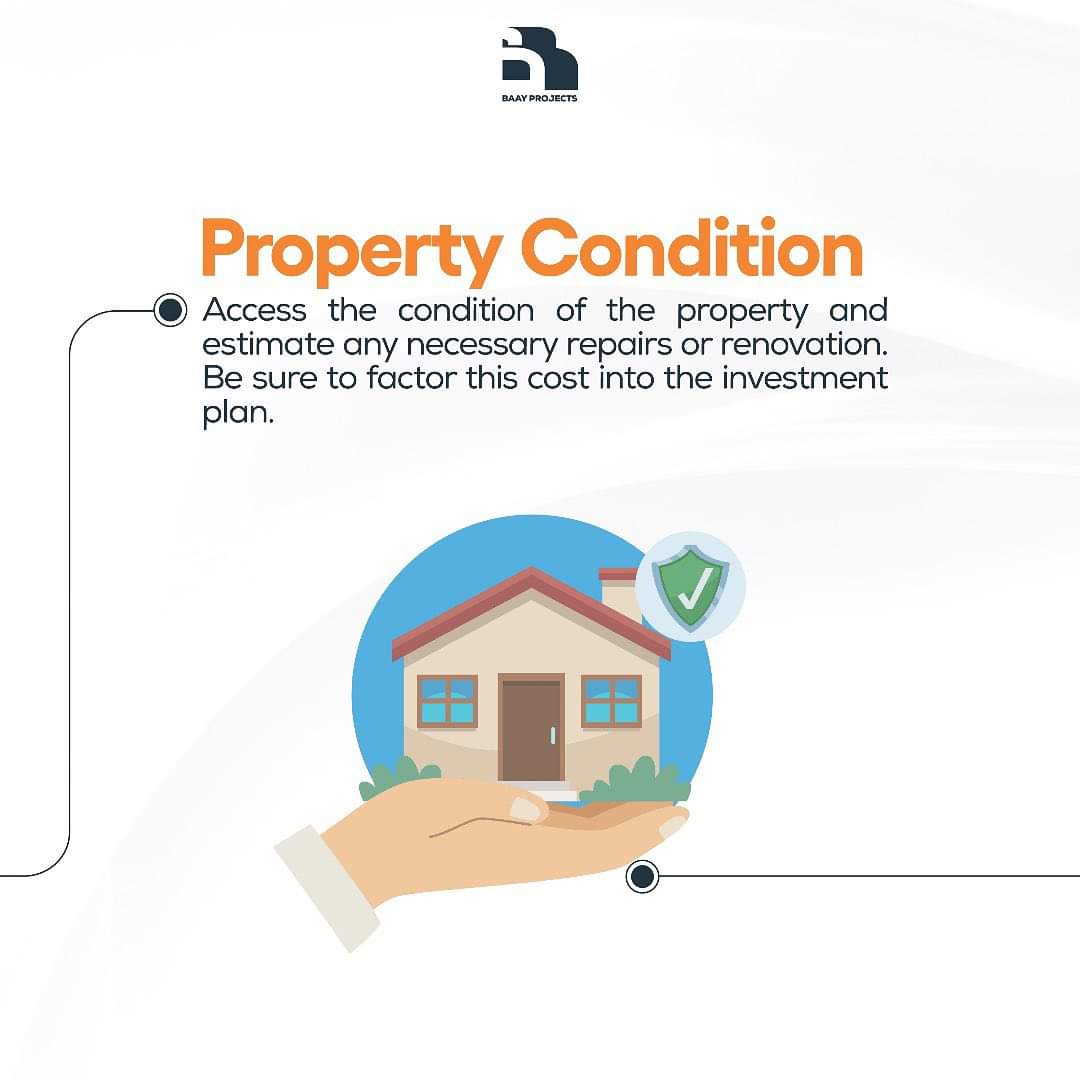 BAAY PROJECTS
Property Condition
Access the condition of the property and
estimate any necessary repairs or renovation.
Be sure to factor this cost into the investment
plan.